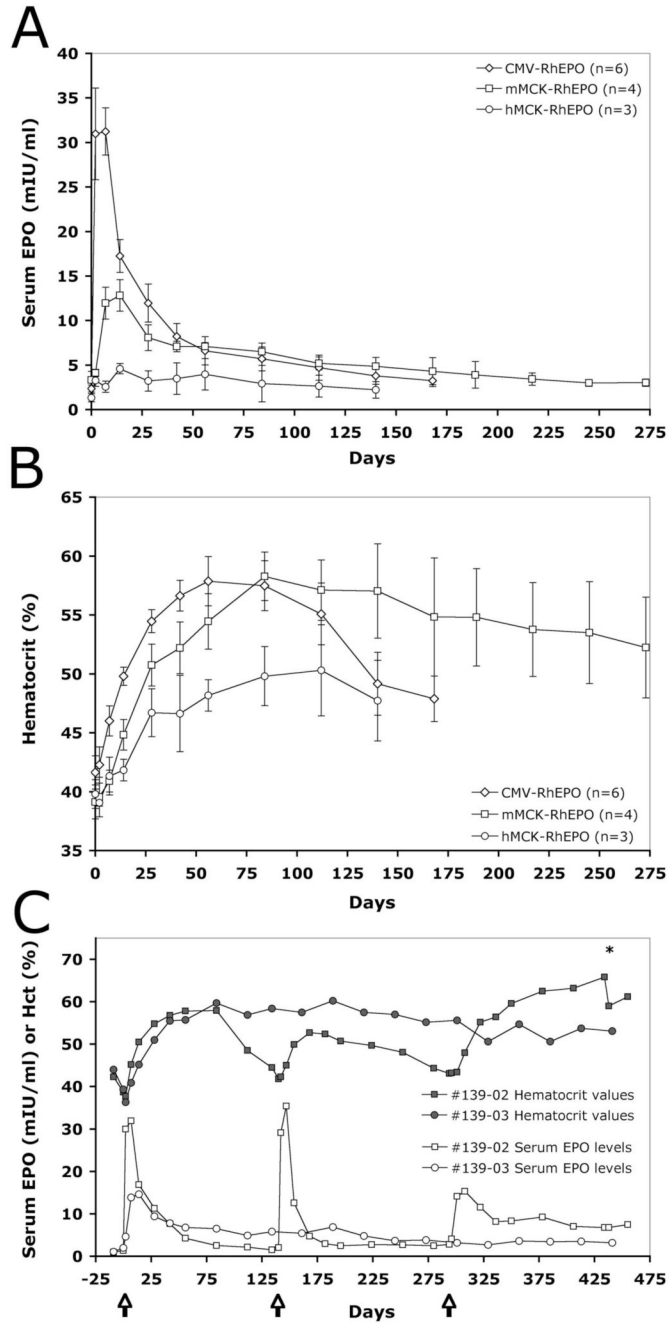 A
Serum EPO (mIU/ml)
40
35
30
25
20
15
10
5
0
CMV-RhEPO (n=6)
mMCK-RhEPO (n=4)
hMCK-RhEPO (n=3)
0 25 50 75 100 125 150 175 200 225 250 275
Days
B
Hematocrit (%)
65
60
55
50
45
40
35
CMV-RhEPO (n=6)
mMCK-RhEPO (n=4)
hMCK-RhEPO (n=3)
0 25 50 75 100 125 150 175 200 225 250 275
Days
C
Serum EPO (mIU/ml) or Hct (%)
70
60
50
40
30
20
10
0
*
#139-02 Hematocrit values
#139-03 Hematocrit values
#139-02 Serum EPO levels
#139-03 Serum EPO levels
-25 25 75 125 175 225 275 325 375 425 475
Days